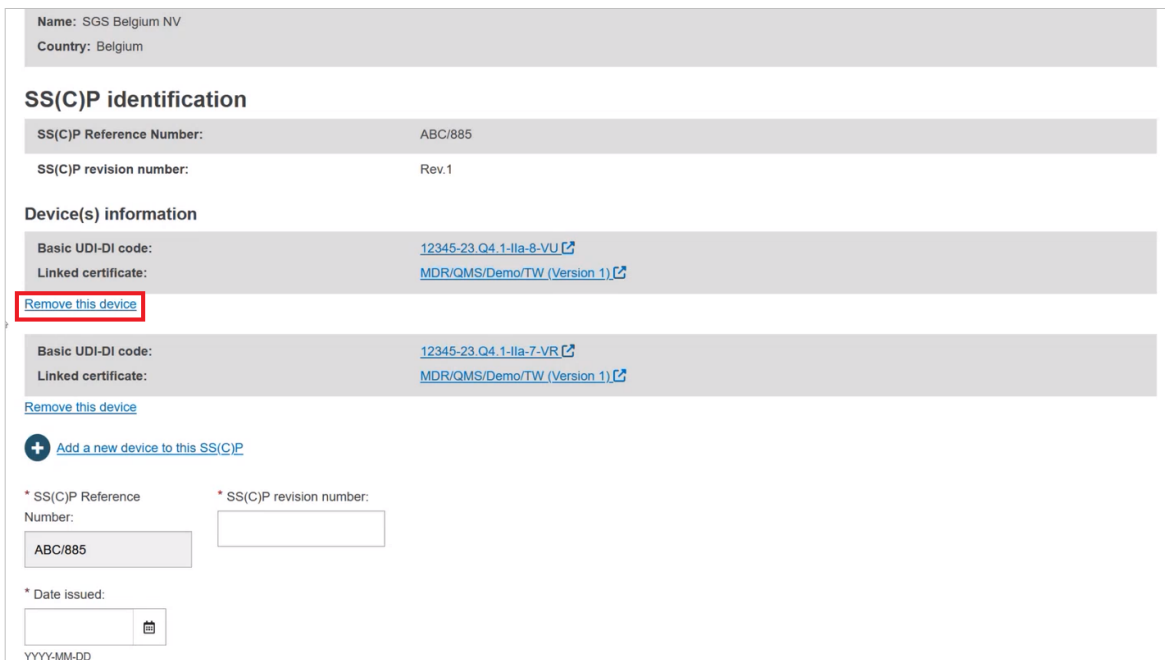 Name: SGS Belgium NV
Country: Belgium
SS(C)P identification
SS(C)P Reference Number: ABC/885
SS(C)P revision number: Rev.1
Device(s) information
Basic UDI-DI code: 12345-23.Q4.1-IIa-8-VU
Linked certificate: MDR/QMS/Demo/TW (Version 1)
Remove this device
Basic UDI-DI code: 12345-23.Q4.1-IIa-7-VR
Linked certificate: MDR/QMS/Demo/TW (Version 1)
Remove this device
Add a new device to this SS(C)P
* SS(C)P Reference Number:
* SS(C)P revision number:
ABC/885
* Date issued:
YYYY-MM-DD